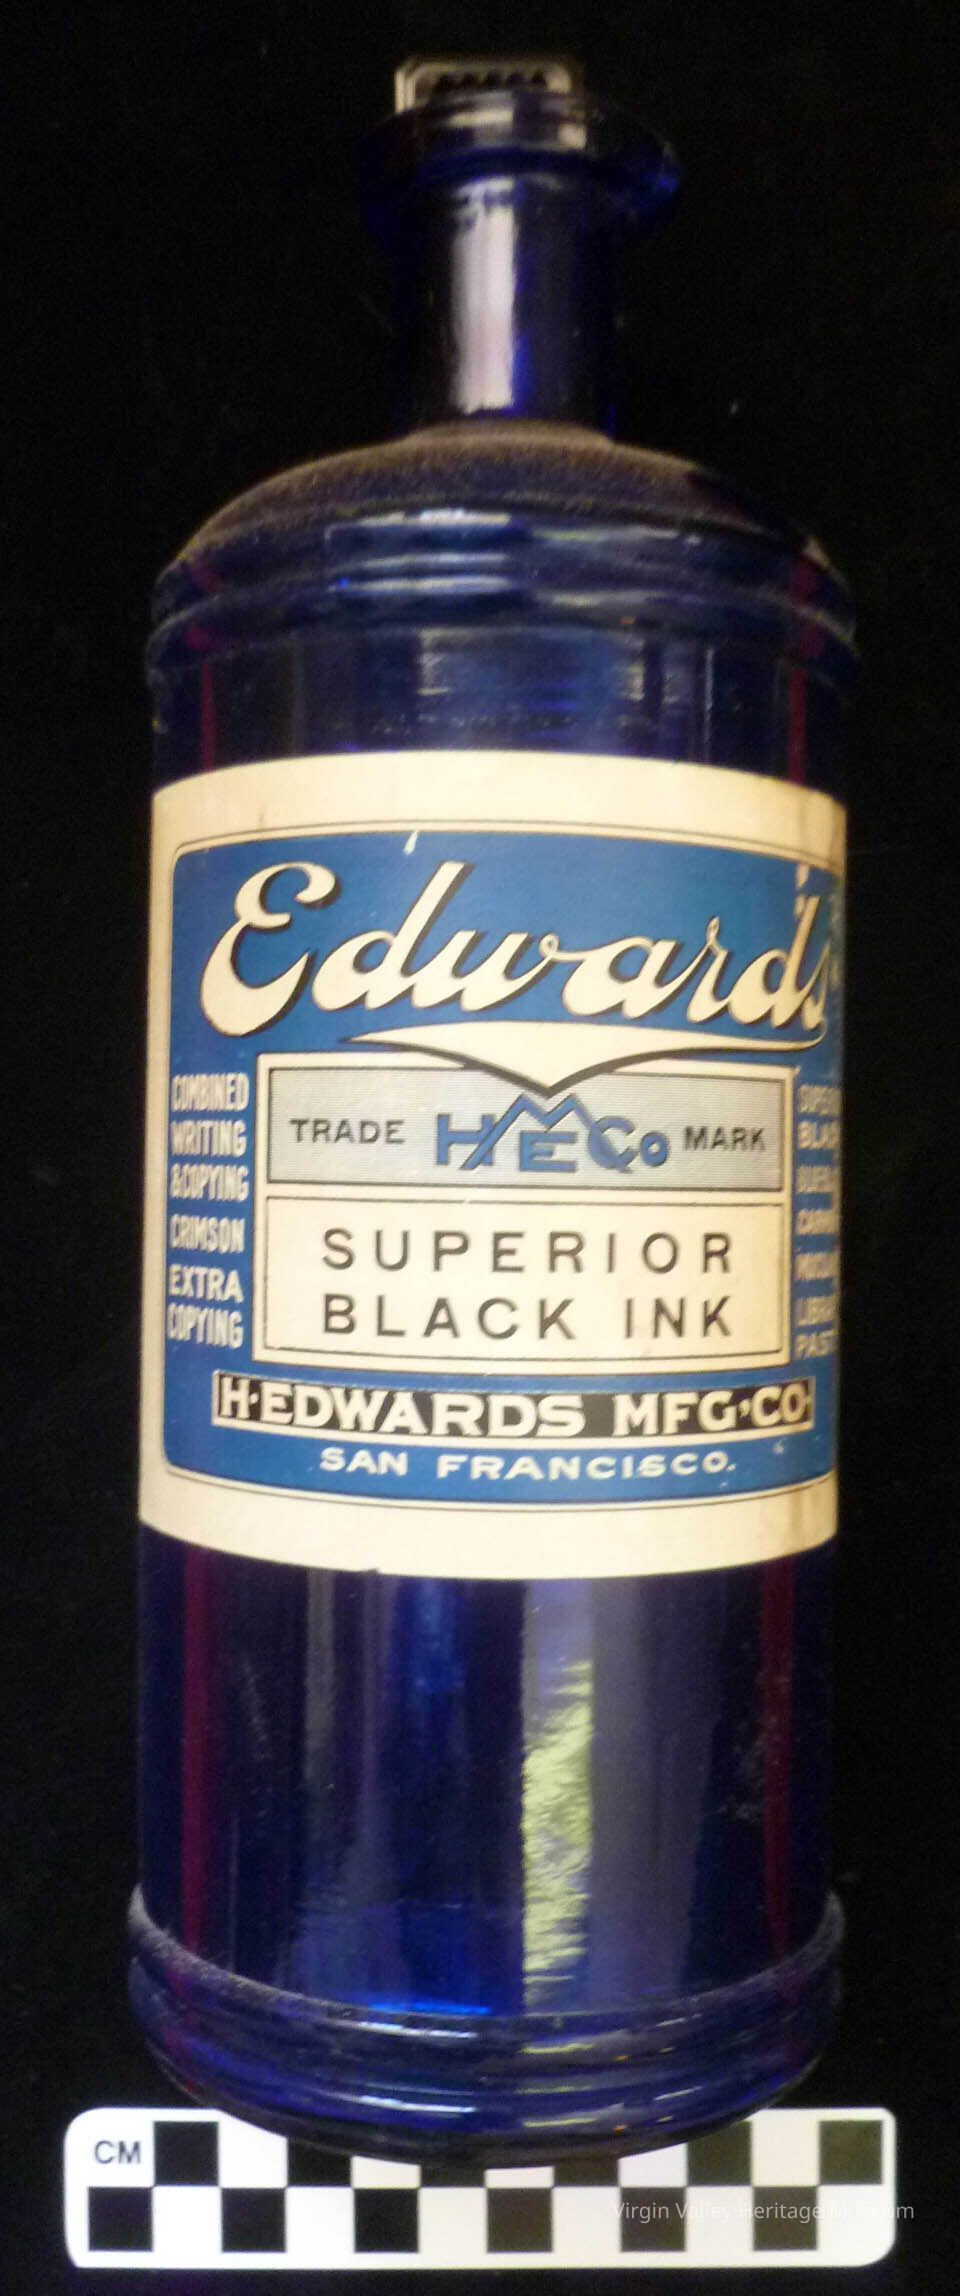 Edward's
COMBINED
WRITING
& COPYING
CRIMSON
EXTRA
COPYING
TRADE HMECo MARK
SUPERIOR
BLACK INK
H. EDWARDS MFG. CO.
SAN FRANCISCO.
CM
Virgin Valley Heritage Museum